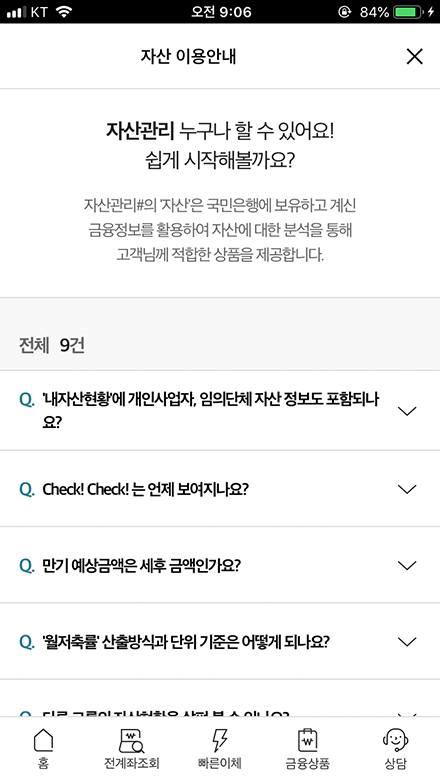 KT 오전 9:06 84%
자산 이용안내
자산관리 누구나 할 수 있어요!
쉽게 시작해볼까요?
자산관리#의 '자산'은 국민은행에 보유하고 계신
금융정보를 활용하여 자산에 대한 분석을 통해
고객님께 적합한 상품을 제공합니다.
전체 9건
Q. '내자산현황'에 개인사업자, 임의단체 자산 정보도 포함되나
요?
Q. Check! Check! 는 언제 보여지나요?
Q. 만기 예상금액은 세후 금액인가요?
Q. '월저축률' 산출방식과 단위 기준은 어떻게 되나요?
홈 전계좌조회 빠른이체 금융상품 상담